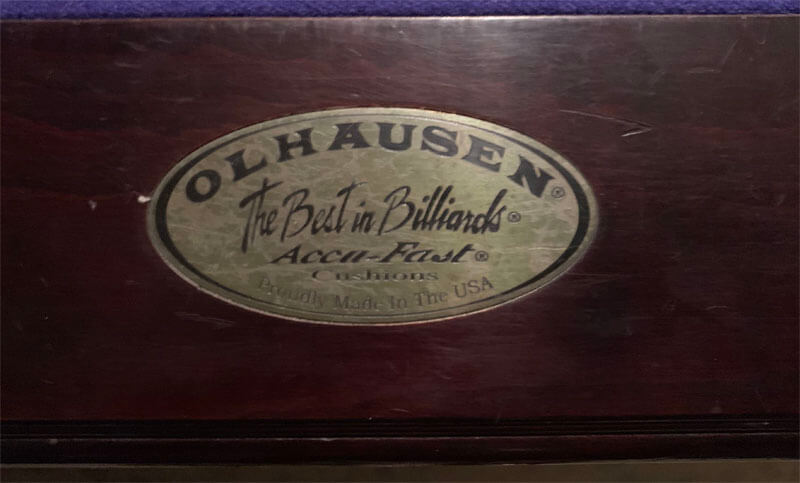 OLHAUSEN®
The Best in Billiards®
Accu-Fast®
Cushions
Proudly Made In The USA